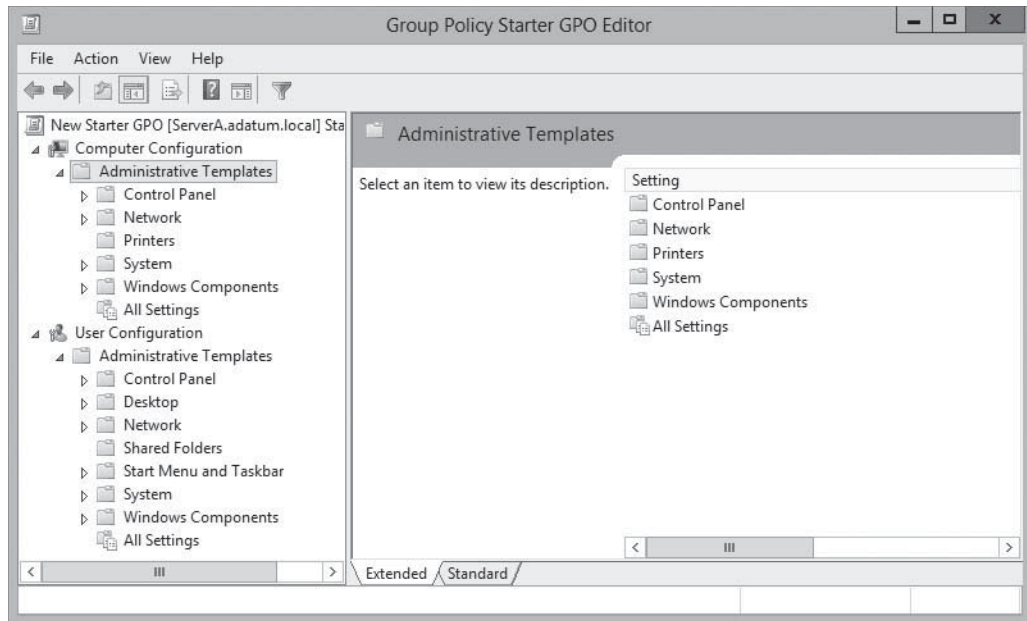 Group Policy Starter GPO Editor
File Action View Help
New Starter GPO [ServerA.adatum.local] Sta
Computer Configuration
Administrative Templates
Control Panel
Network
Printers
System
Windows Components
All Settings
User Configuration
Administrative Templates
Control Panel
Desktop
Network
Shared Folders
Start Menu and Taskbar
System
Windows Components
All Settings
Administrative Templates
Select an item to view its description.
Setting
Control Panel
Network
Printers
System
Windows Components
All Settings
Extended Standard